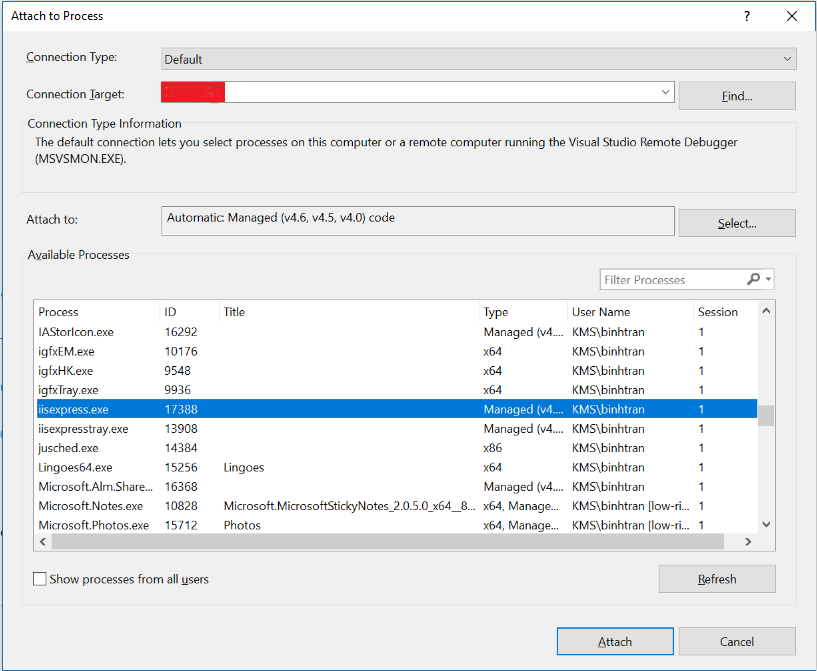 Attach to Process
Connection Type: Default
Connection Target: Find...
Connection Type Information
The default connection lets you select processes on this computer or a remote computer running the Visual Studio Remote Debugger
(MSVSMON.EXE).
Attach to: Automatic: Managed (v4.6, v4.5, v4.0) code Select...
Available Processes
Filter Processes
Process ID Title Type User Name Session
IAStorIcon.exe 16292 Managed (v4.... KMS\binhtran 1
igfxEM.exe 10176 x64 KMS\binhtran 1
igfxHK.exe 9548 x64 KMS\binhtran 1
igfxTray.exe 9936 x64 KMS\binhtran 1
iisexpress.exe 17388 Managed (v4.... KMS\binhtran 1
iisexpresstray.exe 13908 Managed (v4.... KMS\binhtran 1
jusched.exe 14384 x86 KMS\binhtran 1
Lingoes64.exe 15256 Lingoes x64 KMS\binhtran 1
Microsoft.Alm.Share... 16368 Managed (v4.... KMS\binhtran 1
Microsoft.Notes.exe 10828 Microsoft.MicrosoftStickyNotes_2.0.5.0_x64__8... x64, Manage... KMS\binhtran [low-ri... 1
Microsoft.Photos.exe 15712 Photos x64, Manage... KMS\binhtran [low-ri... 1
Show processes from all users Refresh
Attach Cancel